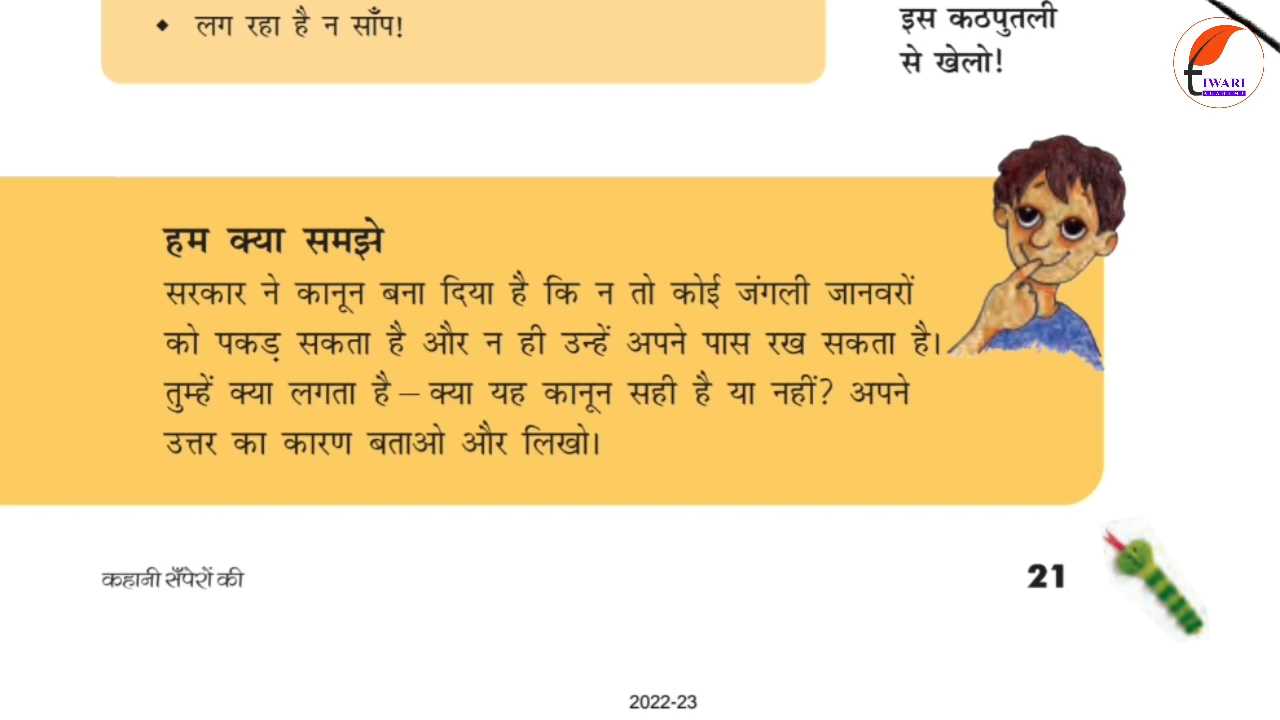 ◆ लग रहा है न साँप!
इस कठपुतली
से खेलो!
tIWARI
ACADEMY
हम क्या समझे
सरकार ने कानून बना दिया है कि न तो कोई जंगली जानवरों
को पकड़ सकता है और न ही उन्हें अपने पास रख सकता है।
तुम्हें क्या लगता है – क्या यह कानून सही है या नहीं? अपने
उत्तर का कारण बताओ और लिखो।
कहानी सँपेरों की
21
2022-23